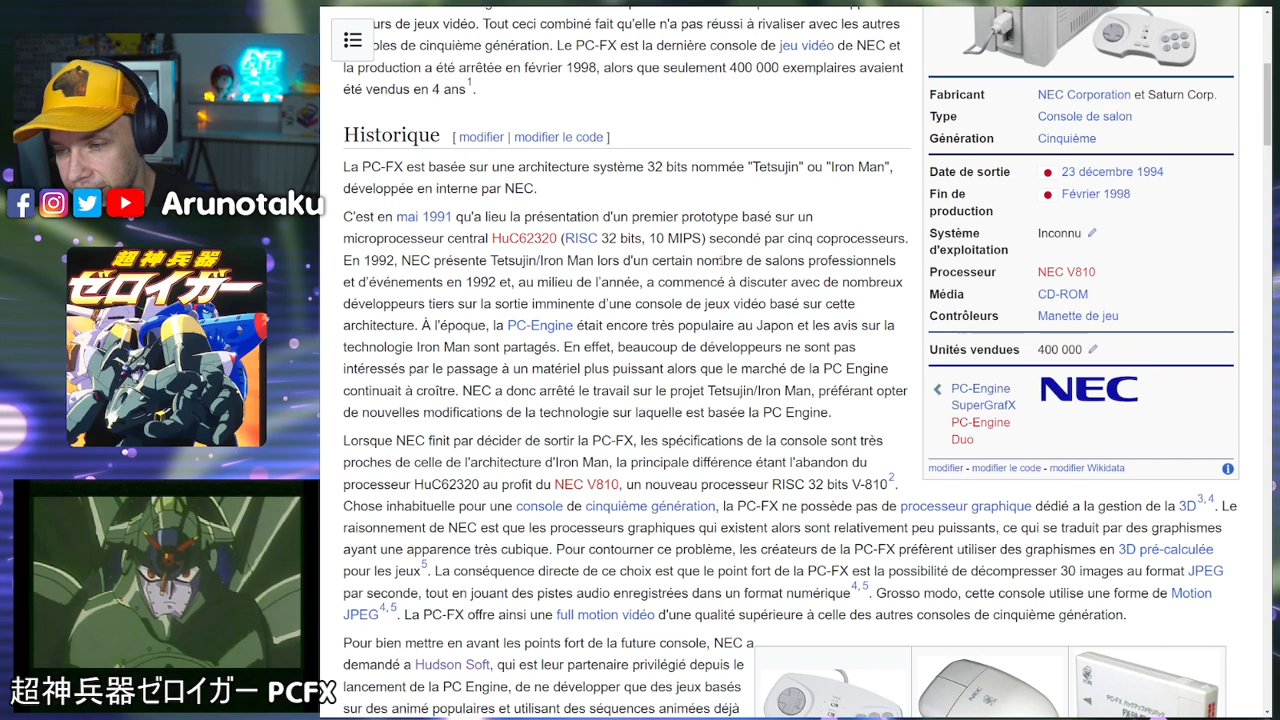 Arunotaku
超神兵器
ゼロイガー
超神兵器ゼロイガー PCFX
urs de jeux vidéo. Tout ceci combiné fait qu'elle n'a pas réussi à rivaliser avec les autres
oles de cinquième génération. Le PC-FX est la dernière console de jeu vidéo de NEC et
la production a été arrêtée en février 1998, alors que seulement 400 000 exemplaires avaient
été vendus en 4 ans1.
Historique [ modifier | modifier le code ]
La PC-FX est basée sur une architecture système 32 bits nommée "Tetsujin" ou "Iron Man",
développée en interne par NEC.
C'est en mai 1991 qu'a lieu la présentation d'un premier prototype basé sur un
microprocesseur central HuC62320 (RISC 32 bits, 10 MIPS) secondé par cinq coprocesseurs.
En 1992, NEC présente Tetsujin/Iron Man lors d'un certain nombre de salons professionnels
et d'événements en 1992 et, au milieu de l'année, a commencé à discuter avec de nombreux
développeurs tiers sur la sortie imminente d'une console de jeux vidéo basé sur cette
architecture. À l'époque, la PC-Engine était encore très populaire au Japon et les avis sur la
technologie Iron Man sont partagés. En effet, beaucoup de développeurs ne sont pas
intéressés par le passage à un matériel plus puissant alors que le marché de la PC Engine
continuait à croître. NEC a donc arrêté le travail sur le projet Tetsujin/Iron Man, préférant opter
de nouvelles modifications de la technologie sur laquelle est basée la PC Engine.
Lorsque NEC finit par décider de sortir la PC-FX, les spécifications de la console sont très
proches de celle de l'architecture d'Iron Man, la principale différence étant l'abandon du
processeur HuC62320 au profit du NEC V810, un nouveau processeur RISC 32 bits V-8102.
Chose inhabituelle pour une console de cinquième génération, la PC-FX ne possède pas de processeur graphique dédié a la gestion de la 3D3,4. Le
raisonnement de NEC est que les processeurs graphiques qui existent alors sont relativement peu puissants, ce qui se traduit par des graphismes
ayant une apparence très cubique. Pour contourner ce problème, les créateurs de la PC-FX préfèrent utiliser des graphismes en 3D pré-calculée
pour les jeux5. La conséquence directe de ce choix est que le point fort de la PC-FX est la possibilité de décompresser 30 images au format JPEG
par seconde, tout en jouant des pistes audio enregistrées dans un format numérique4,5. Grosso modo, cette console utilise une forme de Motion
JPEG4,5. La PC-FX offre ainsi une full motion vidéo d'une qualité supérieure à celle des autres consoles de cinquième génération.
Pour bien mettre en avant les points fort de la future console, NEC a
demandé a Hudson Soft, qui est leur partenaire privilégié depuis le
lancement de la PC Engine, de ne développer que des jeux basés
sur des animé populaires et utilisant des séquences animées déjà
Fabricant NEC Corporation et Saturn Corp.
Type Console de salon
Génération Cinquième
Date de sortie 23 décembre 1994
Fin de production Février 1998
Système d'exploitation Inconnu
Processeur NEC V810
Média CD-ROM
Contrôleurs Manette de jeu
Unités vendues 400 000
PC-Engine
SuperGrafX
PC-Engine
Duo
NEC
modifier - modifier le code - modifier Wikidata
NEC